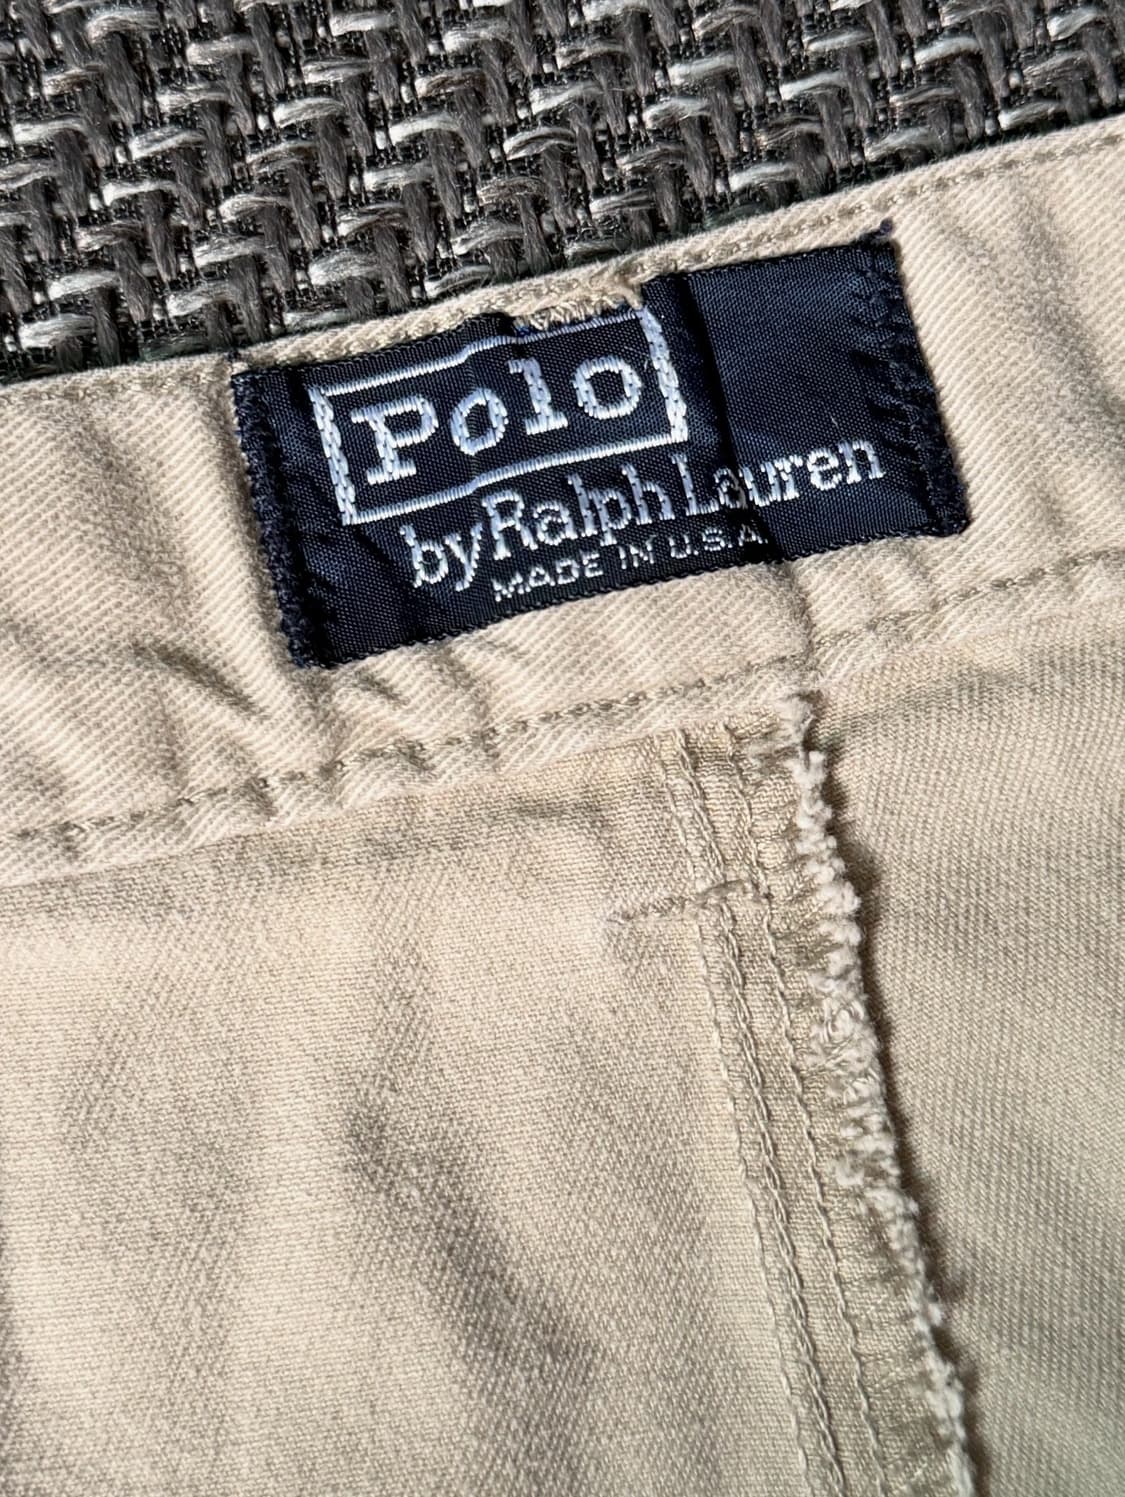 Polo
by Ralph Lauren
MADE IN U.S.A.